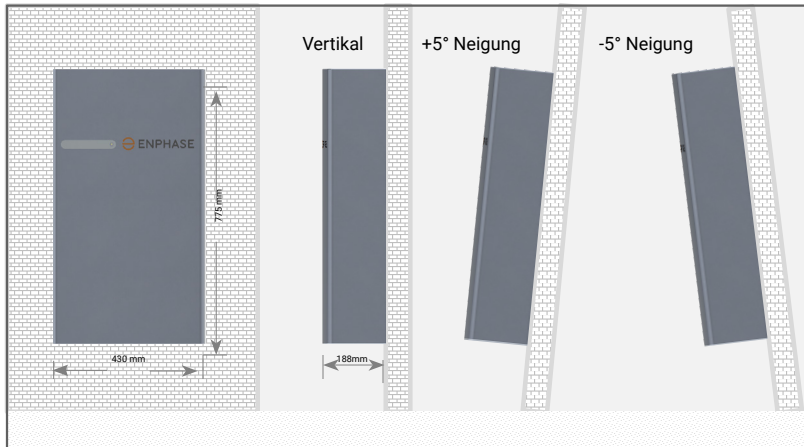 Vertikal
+5° Neigung
-5° Neigung
ENPHASE
775 mm
430 mm
188mm